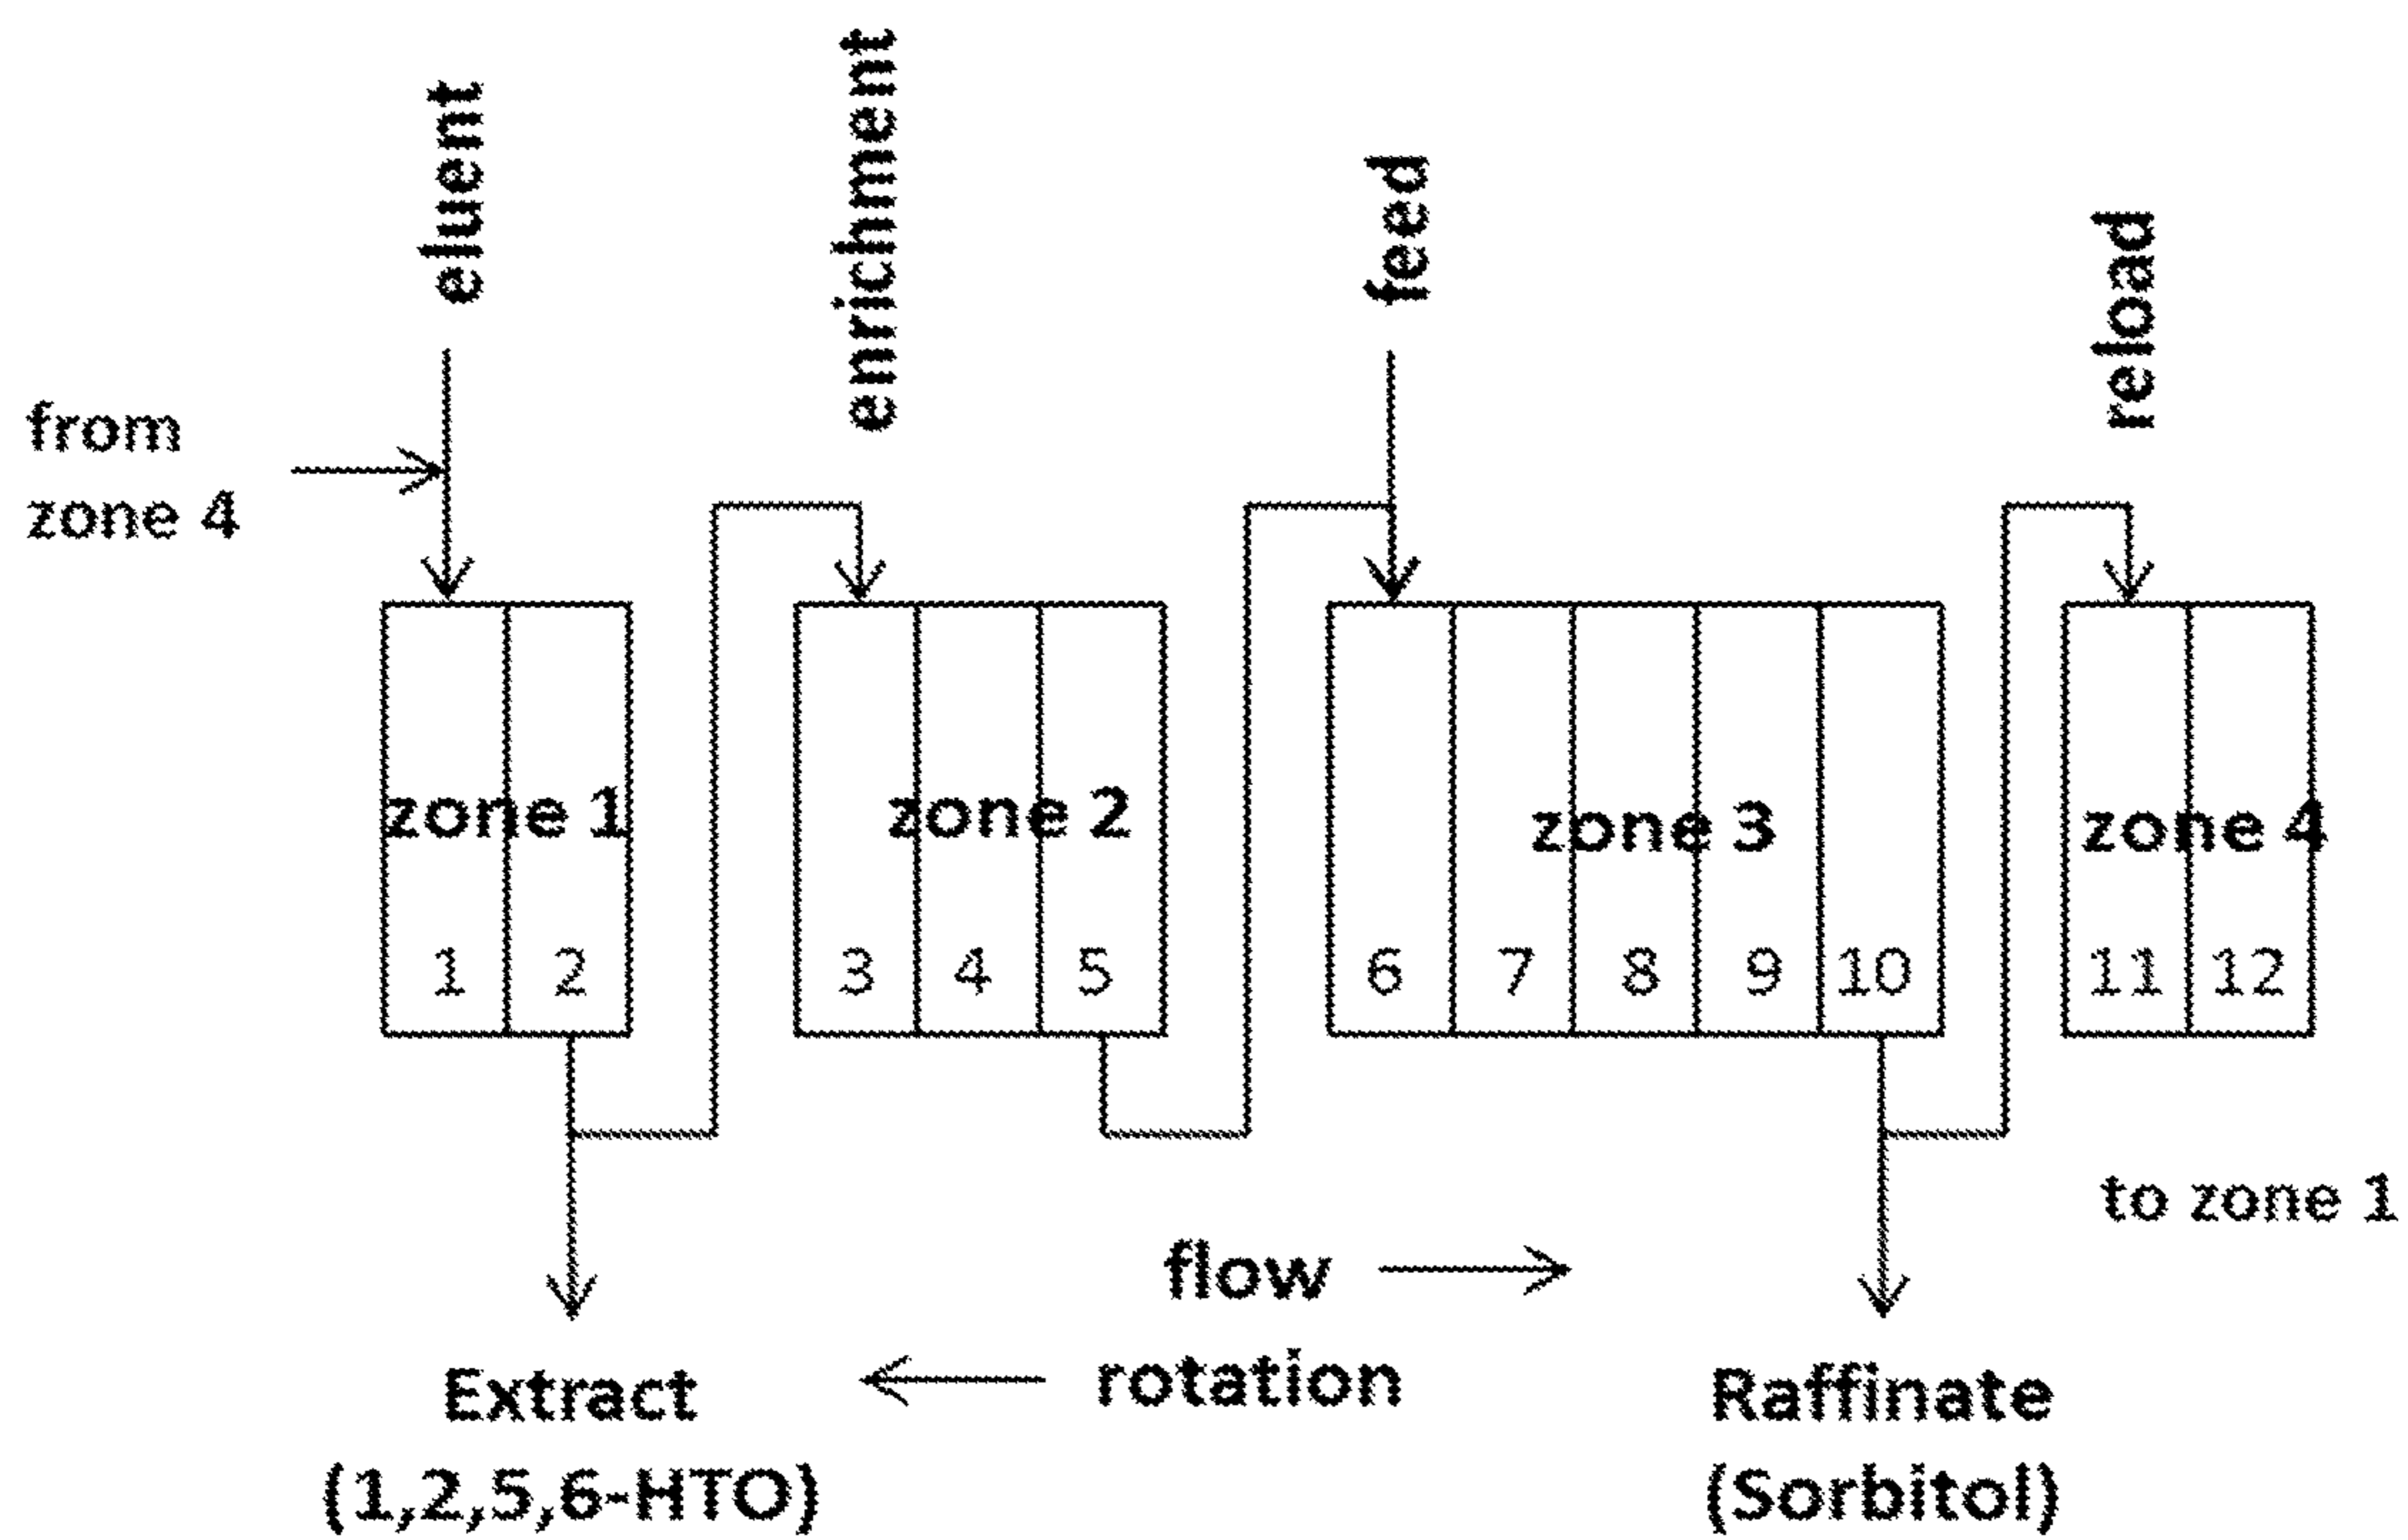 eluent
enrichment
feed
reload
from
zone 4
zone 1
zone 2
zone 3
zone 4
1
2
3
4
5
6
7
8
9
10
11
12
to zone 1
flow
rotation
Extract
(1,2,5,6-HTO)
Raffinate
(Sorbitol)